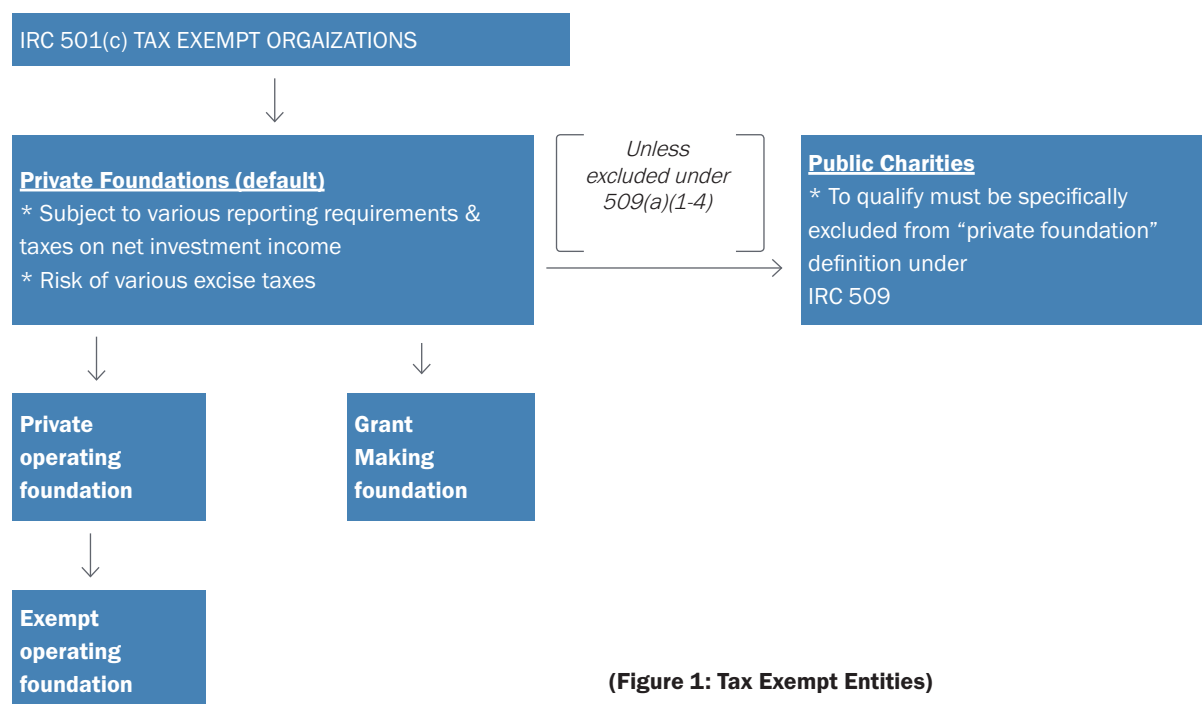 IRC 501(c) TAX EXEMPT ORGAIZATIONS
Private Foundations (default)
* Subject to various reporting requirements &
taxes on net investment income
* Risk of various excise taxes
Unless
excluded under
509(a)(1-4)
Public Charities
* To qualify must be specifically
excluded from “private foundation”
definition under
IRC 509
Private
operating
foundation
Grant
Making
foundation
Exempt
operating
foundation
(Figure 1: Tax Exempt Entities)